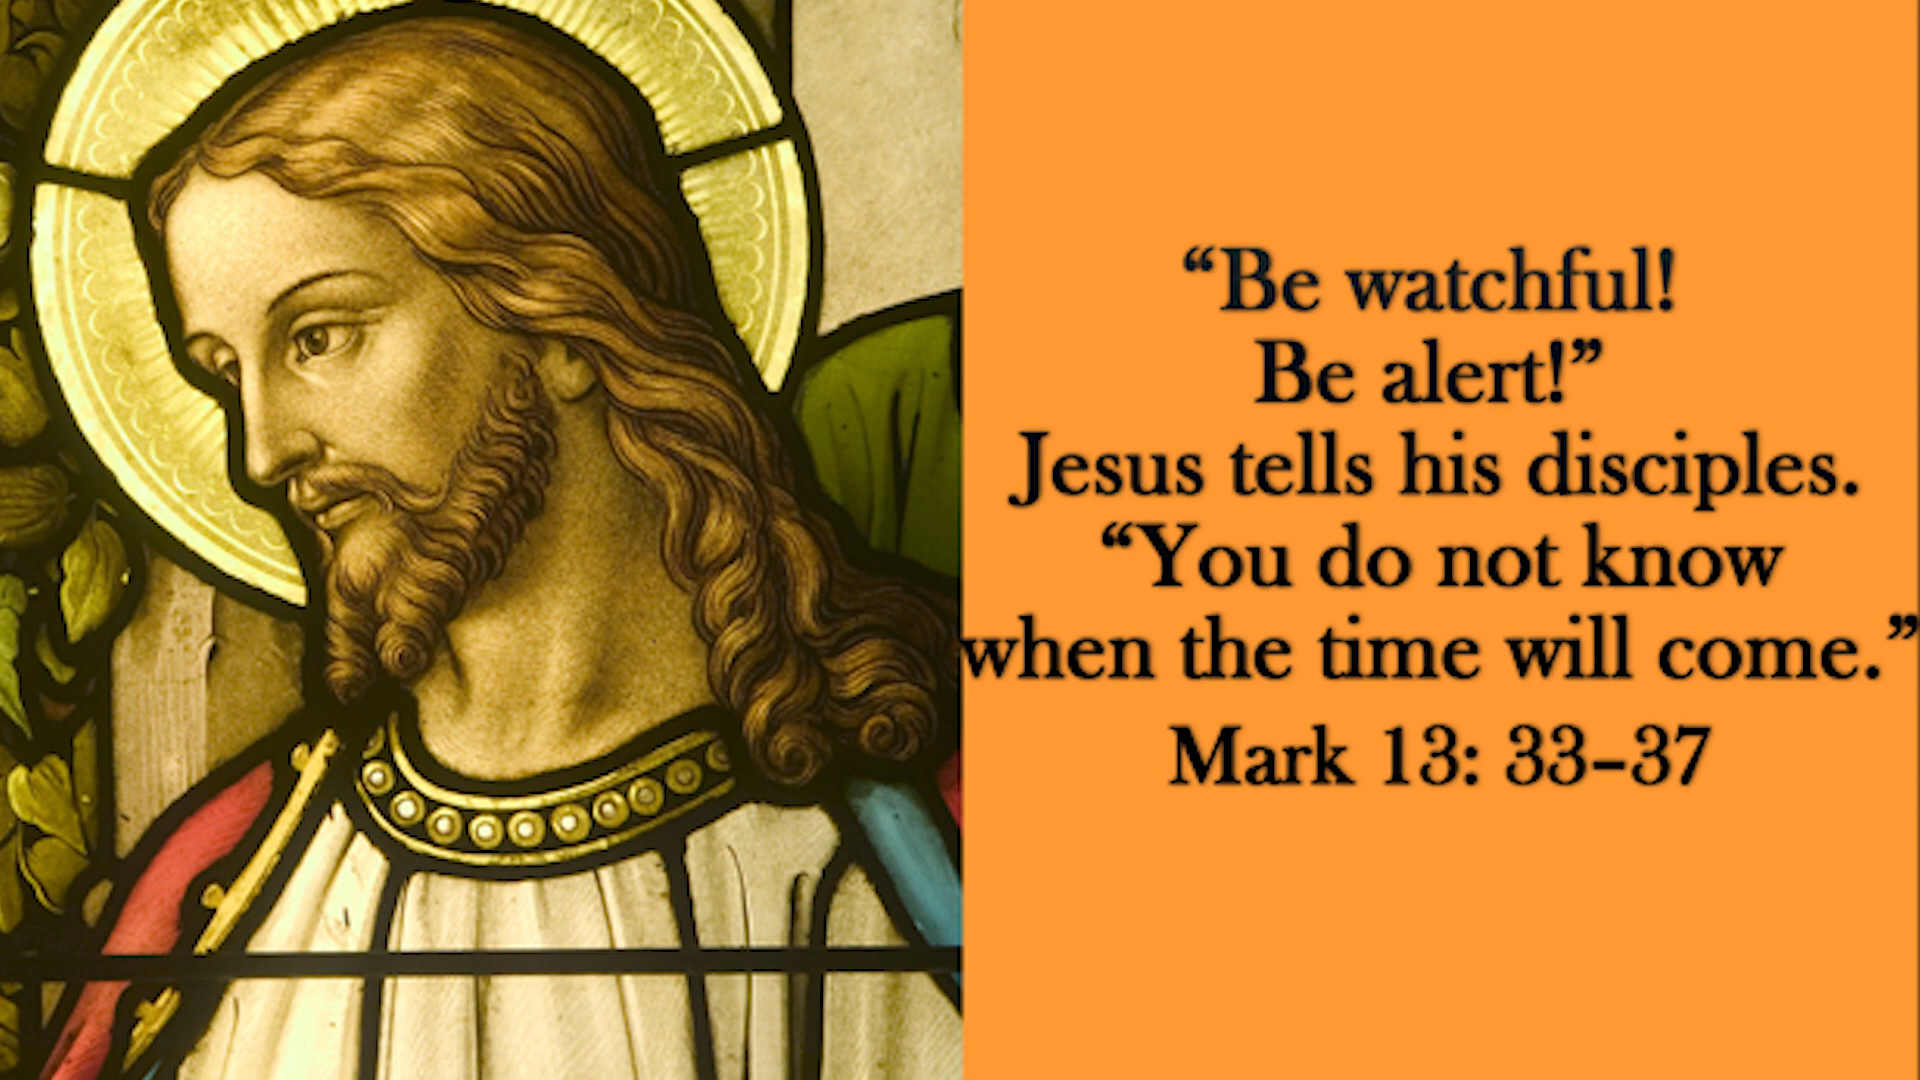 “Be watchful!
Be alert!”
Jesus tells his disciples.
“You do not know
when the time will come.”
Mark 13: 33–37